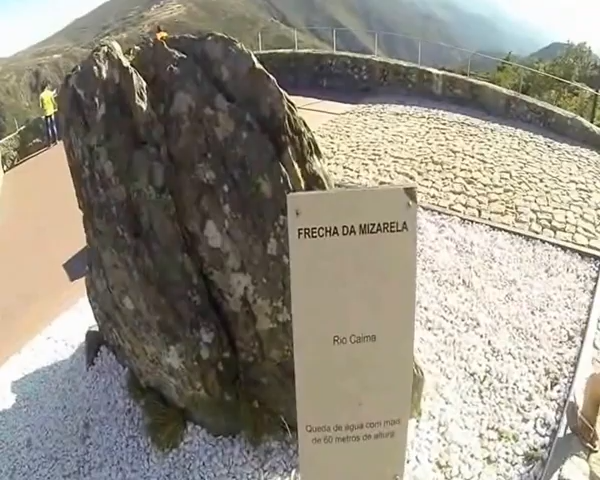 FRECHA DA MIZARELA
Rio Caima
Queda de água com mais
de 60 metros de altura